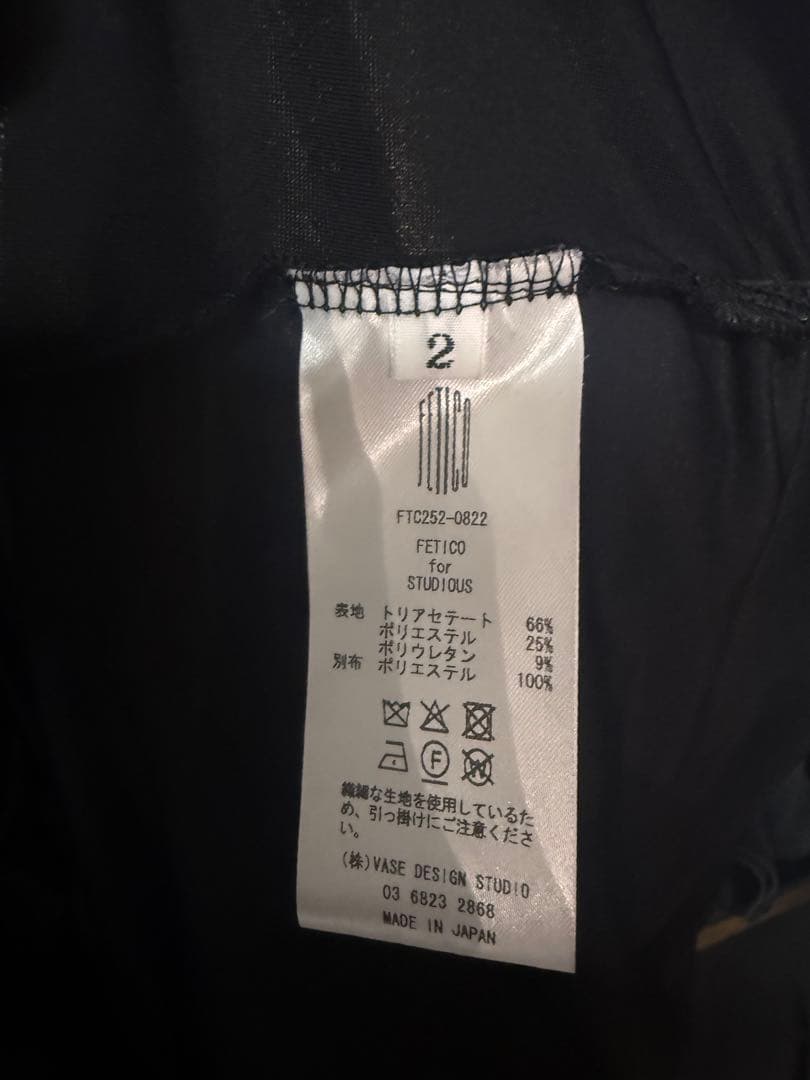 2
FETICO
FTC252-0822
FETICO
for
STUDIOUS
表地 トリアセテート 66%
ポリエステル 25%
ポリウレタン 9%
別布 ポリエステル 100%
F
W
繊細な生地を使用しているた
め、引っ掛けにご注意くださ
い。
(株)VASE DESIGN STUDIO
03 6823 2868
MADE IN JAPAN